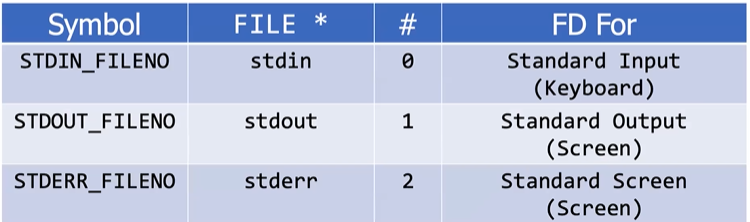 Symbol FILE * # FD For
STDIN_FILENO stdin 0 Standard Input
(Keyboard)
STDOUT_FILENO stdout 1 Standard Output
(Screen)
STDERR_FILENO stderr 2 Standard Screen
(Screen)